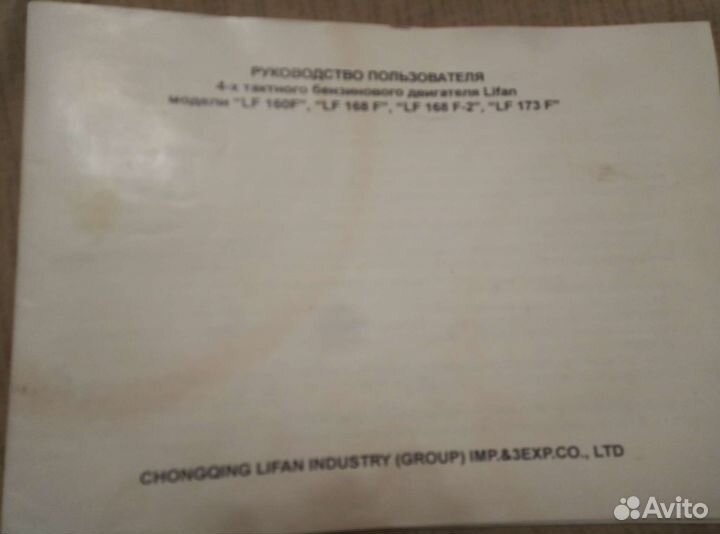 РУКОВОДСТВО ПОЛЬЗОВАТЕЛЯ
4-х тактного бензинового двигателя Lifan
модели "LF 160F", "LF 168 F", "LF 168 F-2", "LF 173 F"
CHONGQING LIFAN INDUSTRY (GROUP) IMP.&3EXP.CO., LTD
Avito